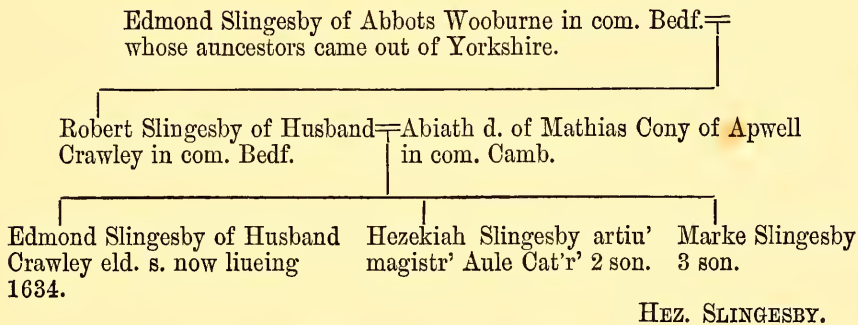 Edmond Slingesby of Abbots Wooburne in com. Bedf.
whose auncestors came out of Yorkshire.
Robert Slingesby of Husband
Crawley in com. Bedf.
Abiath d. of Mathias Cony of Apwell
in com. Camb.
Edmond Slingesby of Husband
Crawley eld. s. now liueing
1634.
Hezekiah Slingesby artiu'
magistr' Aule Cat'r' 2 son.
Marke Slingesby
3 son.
HEZ. SLINGESBY.